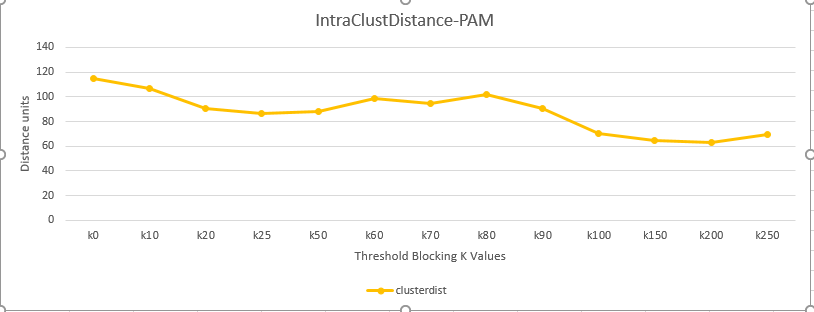 IntraClustDistance-PAM
140
120
100
80
60
40
20
0
Distance units
k0 k10 k20 k25 k50 k60 k70 k80 k90 k100 k150 k200 k250
Threshold Blocking K Values
clusterdist